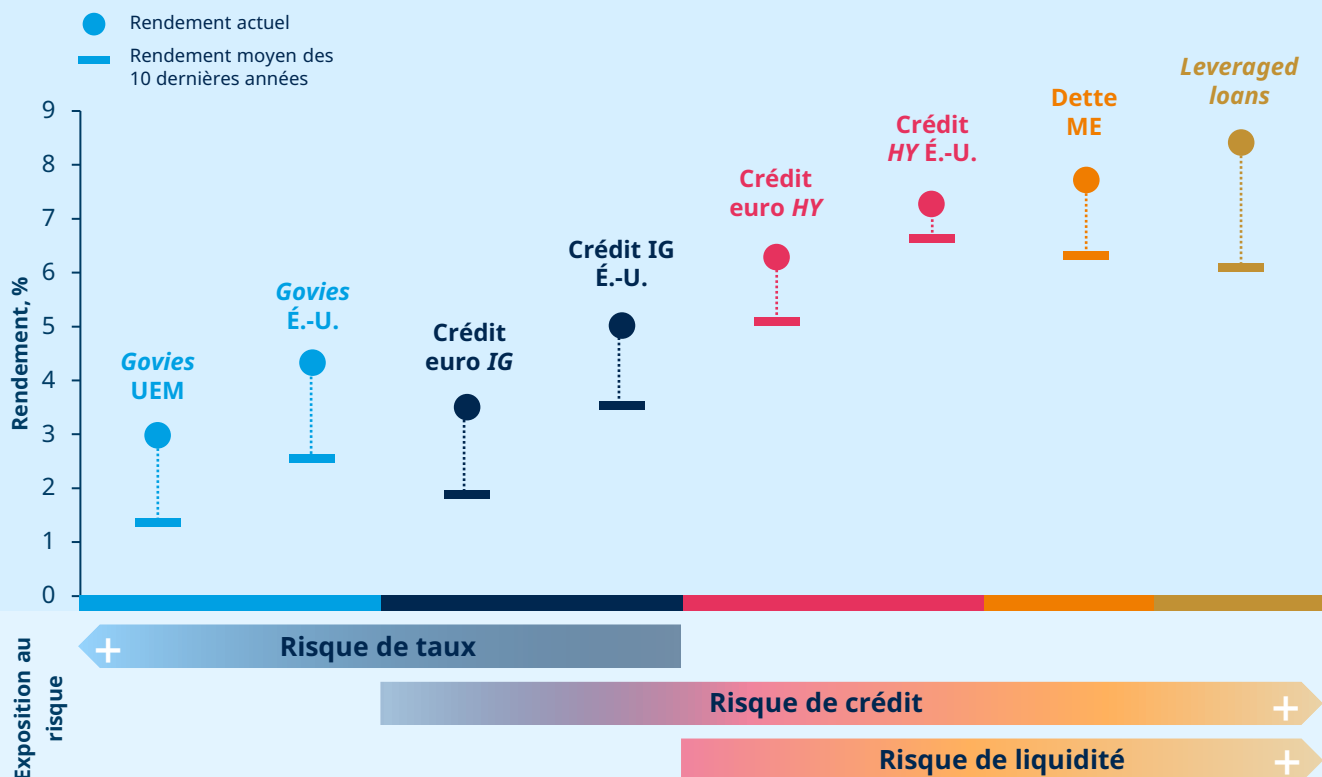 Rendement actuel
Rendement moyen des
10 dernières années
Leveraged
loans
Dette
ME
Crédit
HY É.-U.
Crédit
euro HY
Crédit IG
É.-U.
Govies
É.-U.
Crédit
euro IG
Govies
UEM
Rendement, %
9
8
7
6
5
4
3
2
1
0
Exposition au
risque
+
Risque de taux
Risque de crédit
+
Risque de liquidité
+